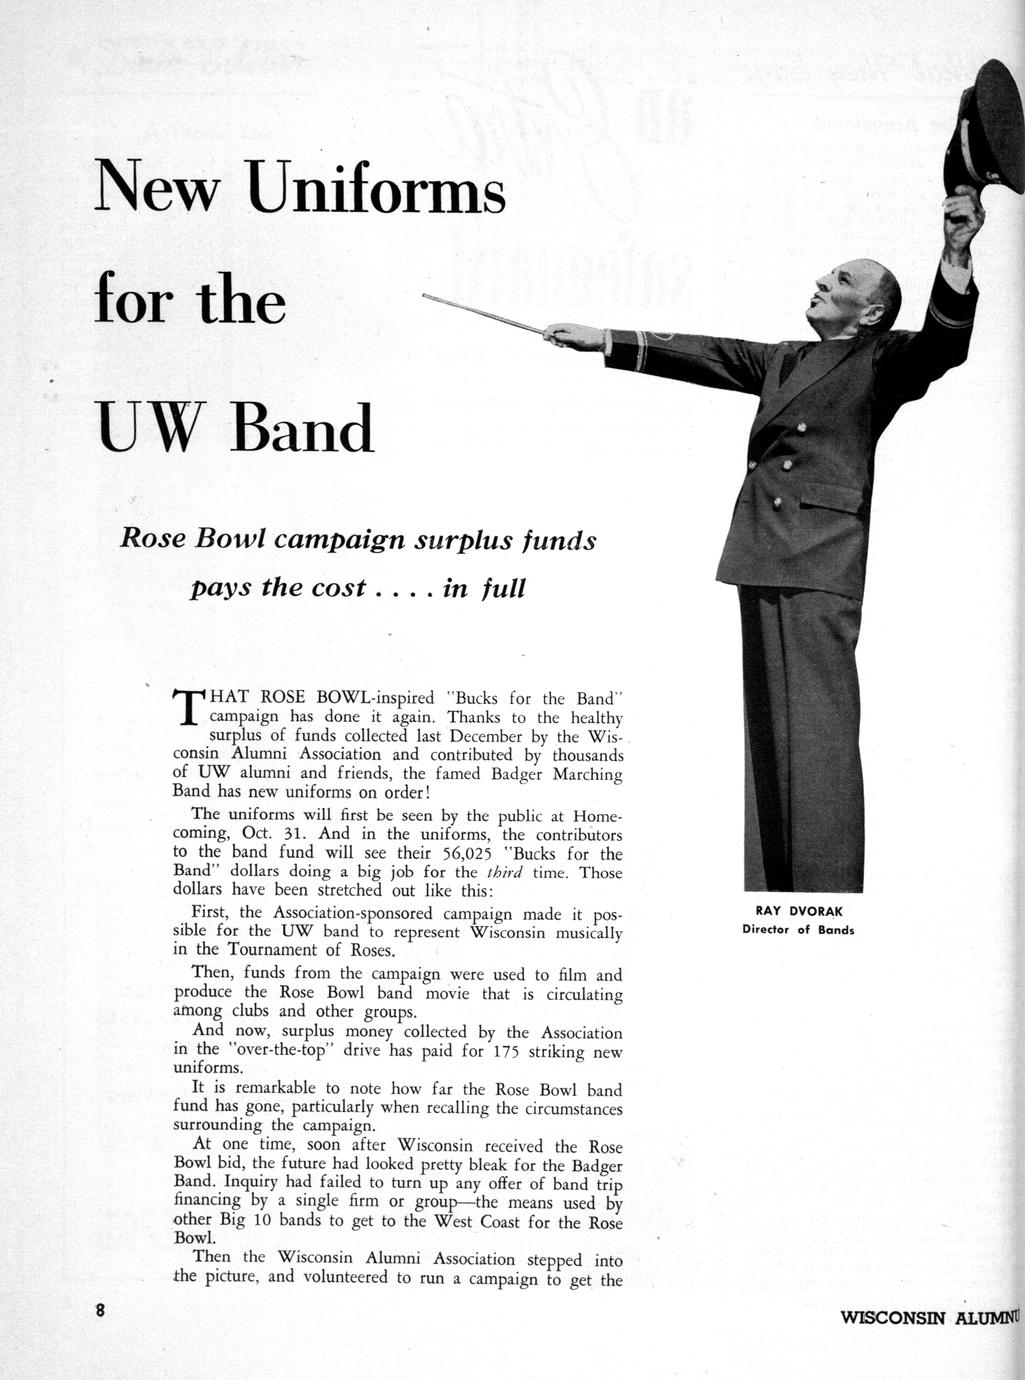 New Uniforms
for the
UW Band
Rose Bowl campaign surplus funds
pays the cost . . . . in full
THAT ROSE BOWL-inspired "Bucks for the Band"
campaign has done it again. Thanks to the healthy
surplus of funds collected last December by the Wis-
consin Alumni Association and contributed by thousands
of UW alumni and friends, the famed Badger Marching
Band has new uniforms on order!
The uniforms will first be seen by the public at Home-
coming, Oct. 31. And in the uniforms, the contributors
to the band fund will see their 56,025 "Bucks for the
Band" dollars doing a big job for the third time. Those
dollars have been stretched out like this:
First, the Association-sponsored campaign made it pos-
sible for the UW band to represent Wisconsin musically
in the Tournament of Roses.
Then, funds from the campaign were used to film and
produce the Rose Bowl band movie that is circulating
among clubs and other groups.
And now, surplus money collected by the Association
in the "over-the-top" drive has paid for 175 striking new
uniforms.
It is remarkable to note how far the Rose Bowl band
fund has gone, particularly when recalling the circumstances
surrounding the campaign.
At one time, soon after Wisconsin received the Rose
Bowl bid, the future had looked pretty bleak for the Badger
Band. Inquiry had failed to turn up any offer of band trip
financing by a single firm or group—the means used by
other Big 10 bands to get to the West Coast for the Rose
Bowl.
Then the Wisconsin Alumni Association stepped into
the picture, and volunteered to run a campaign to get the
RAY DVORAK
Director of Bands
8
WISCONSIN ALUMNU